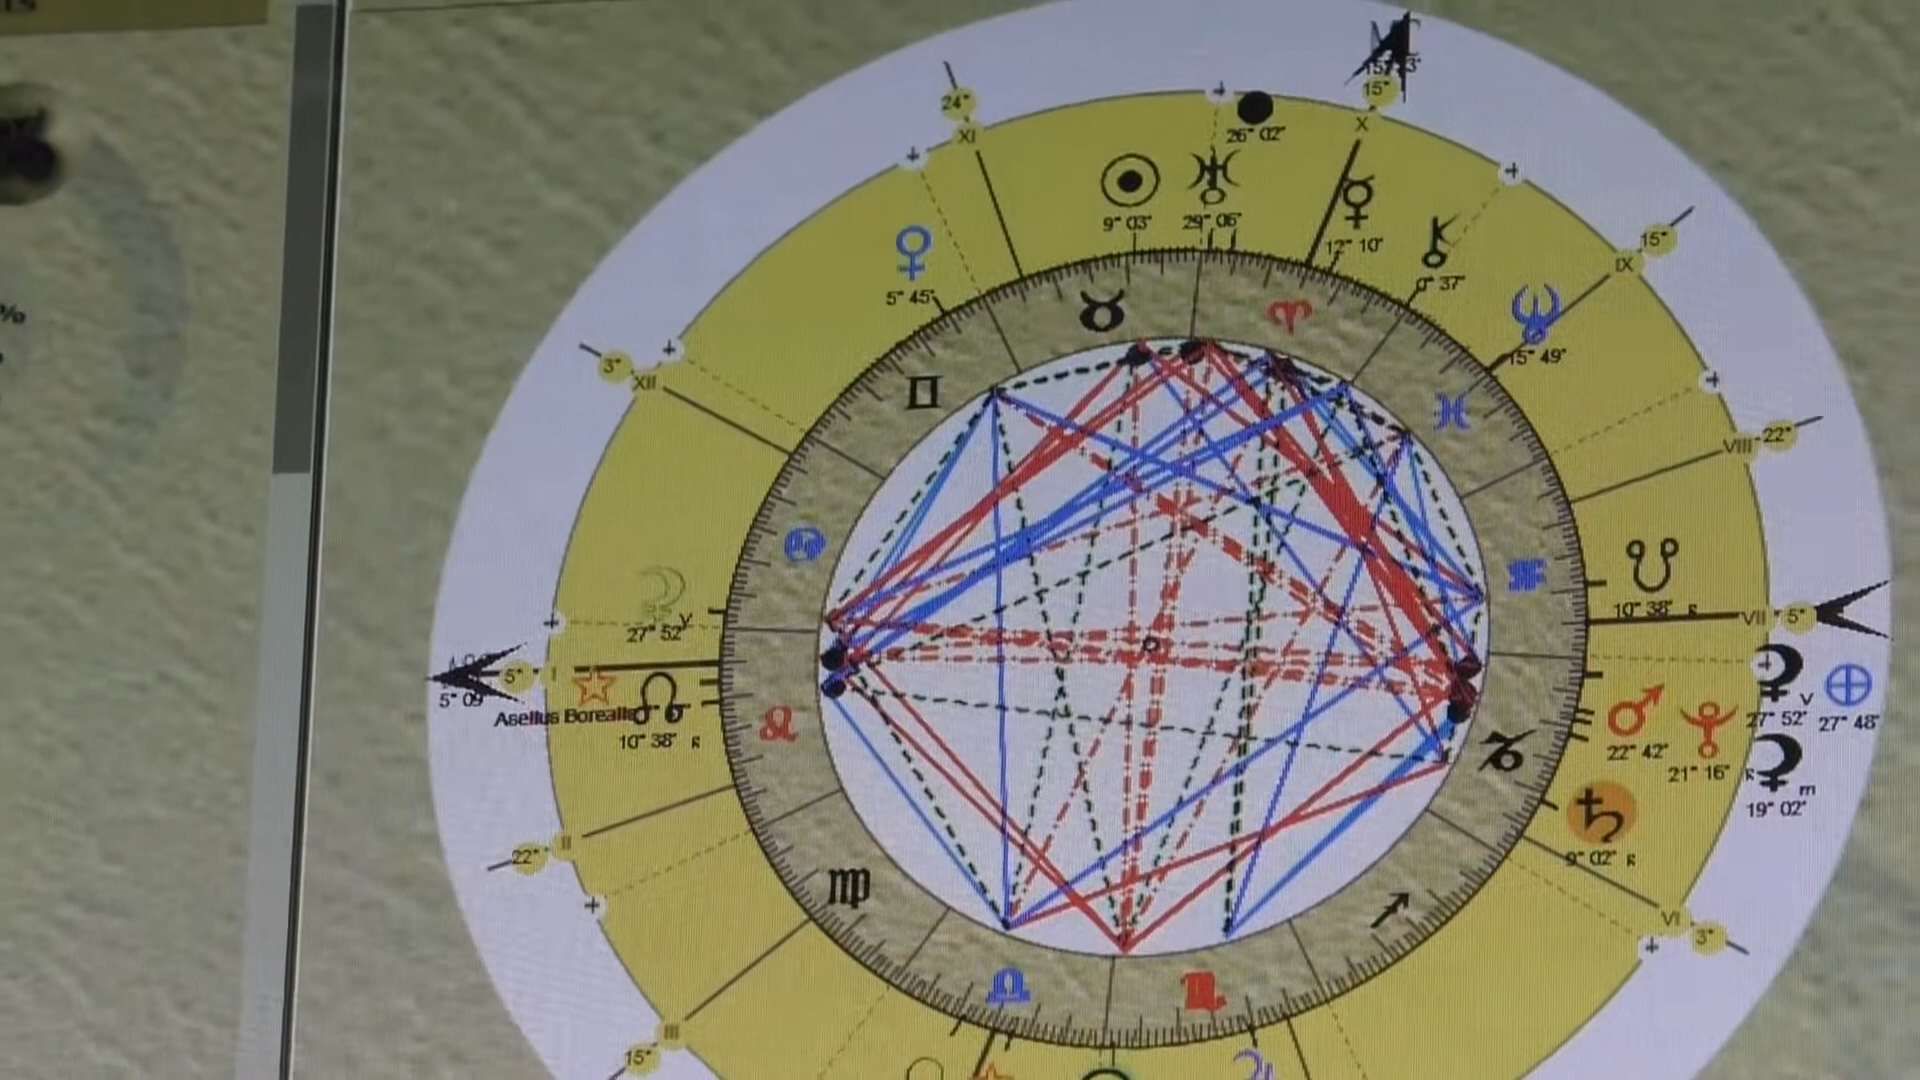 MC
15°
X
24°
XI
26° 02'
9° 03'
29° 06'
12° 10'
0° 37'
15°
IX
5° 45'
15° 49'
3°
XII
VIII
22°
27° 52' V
10° 38' R
VII
5°
5°
I
5° 09'
Asellus Borealis
10° 38' R
22° 42'
21° 16' R
V
27° 52'
27° 48'
m
19° 02'
9° 02' R
22°
II
VI
3°
III
15°